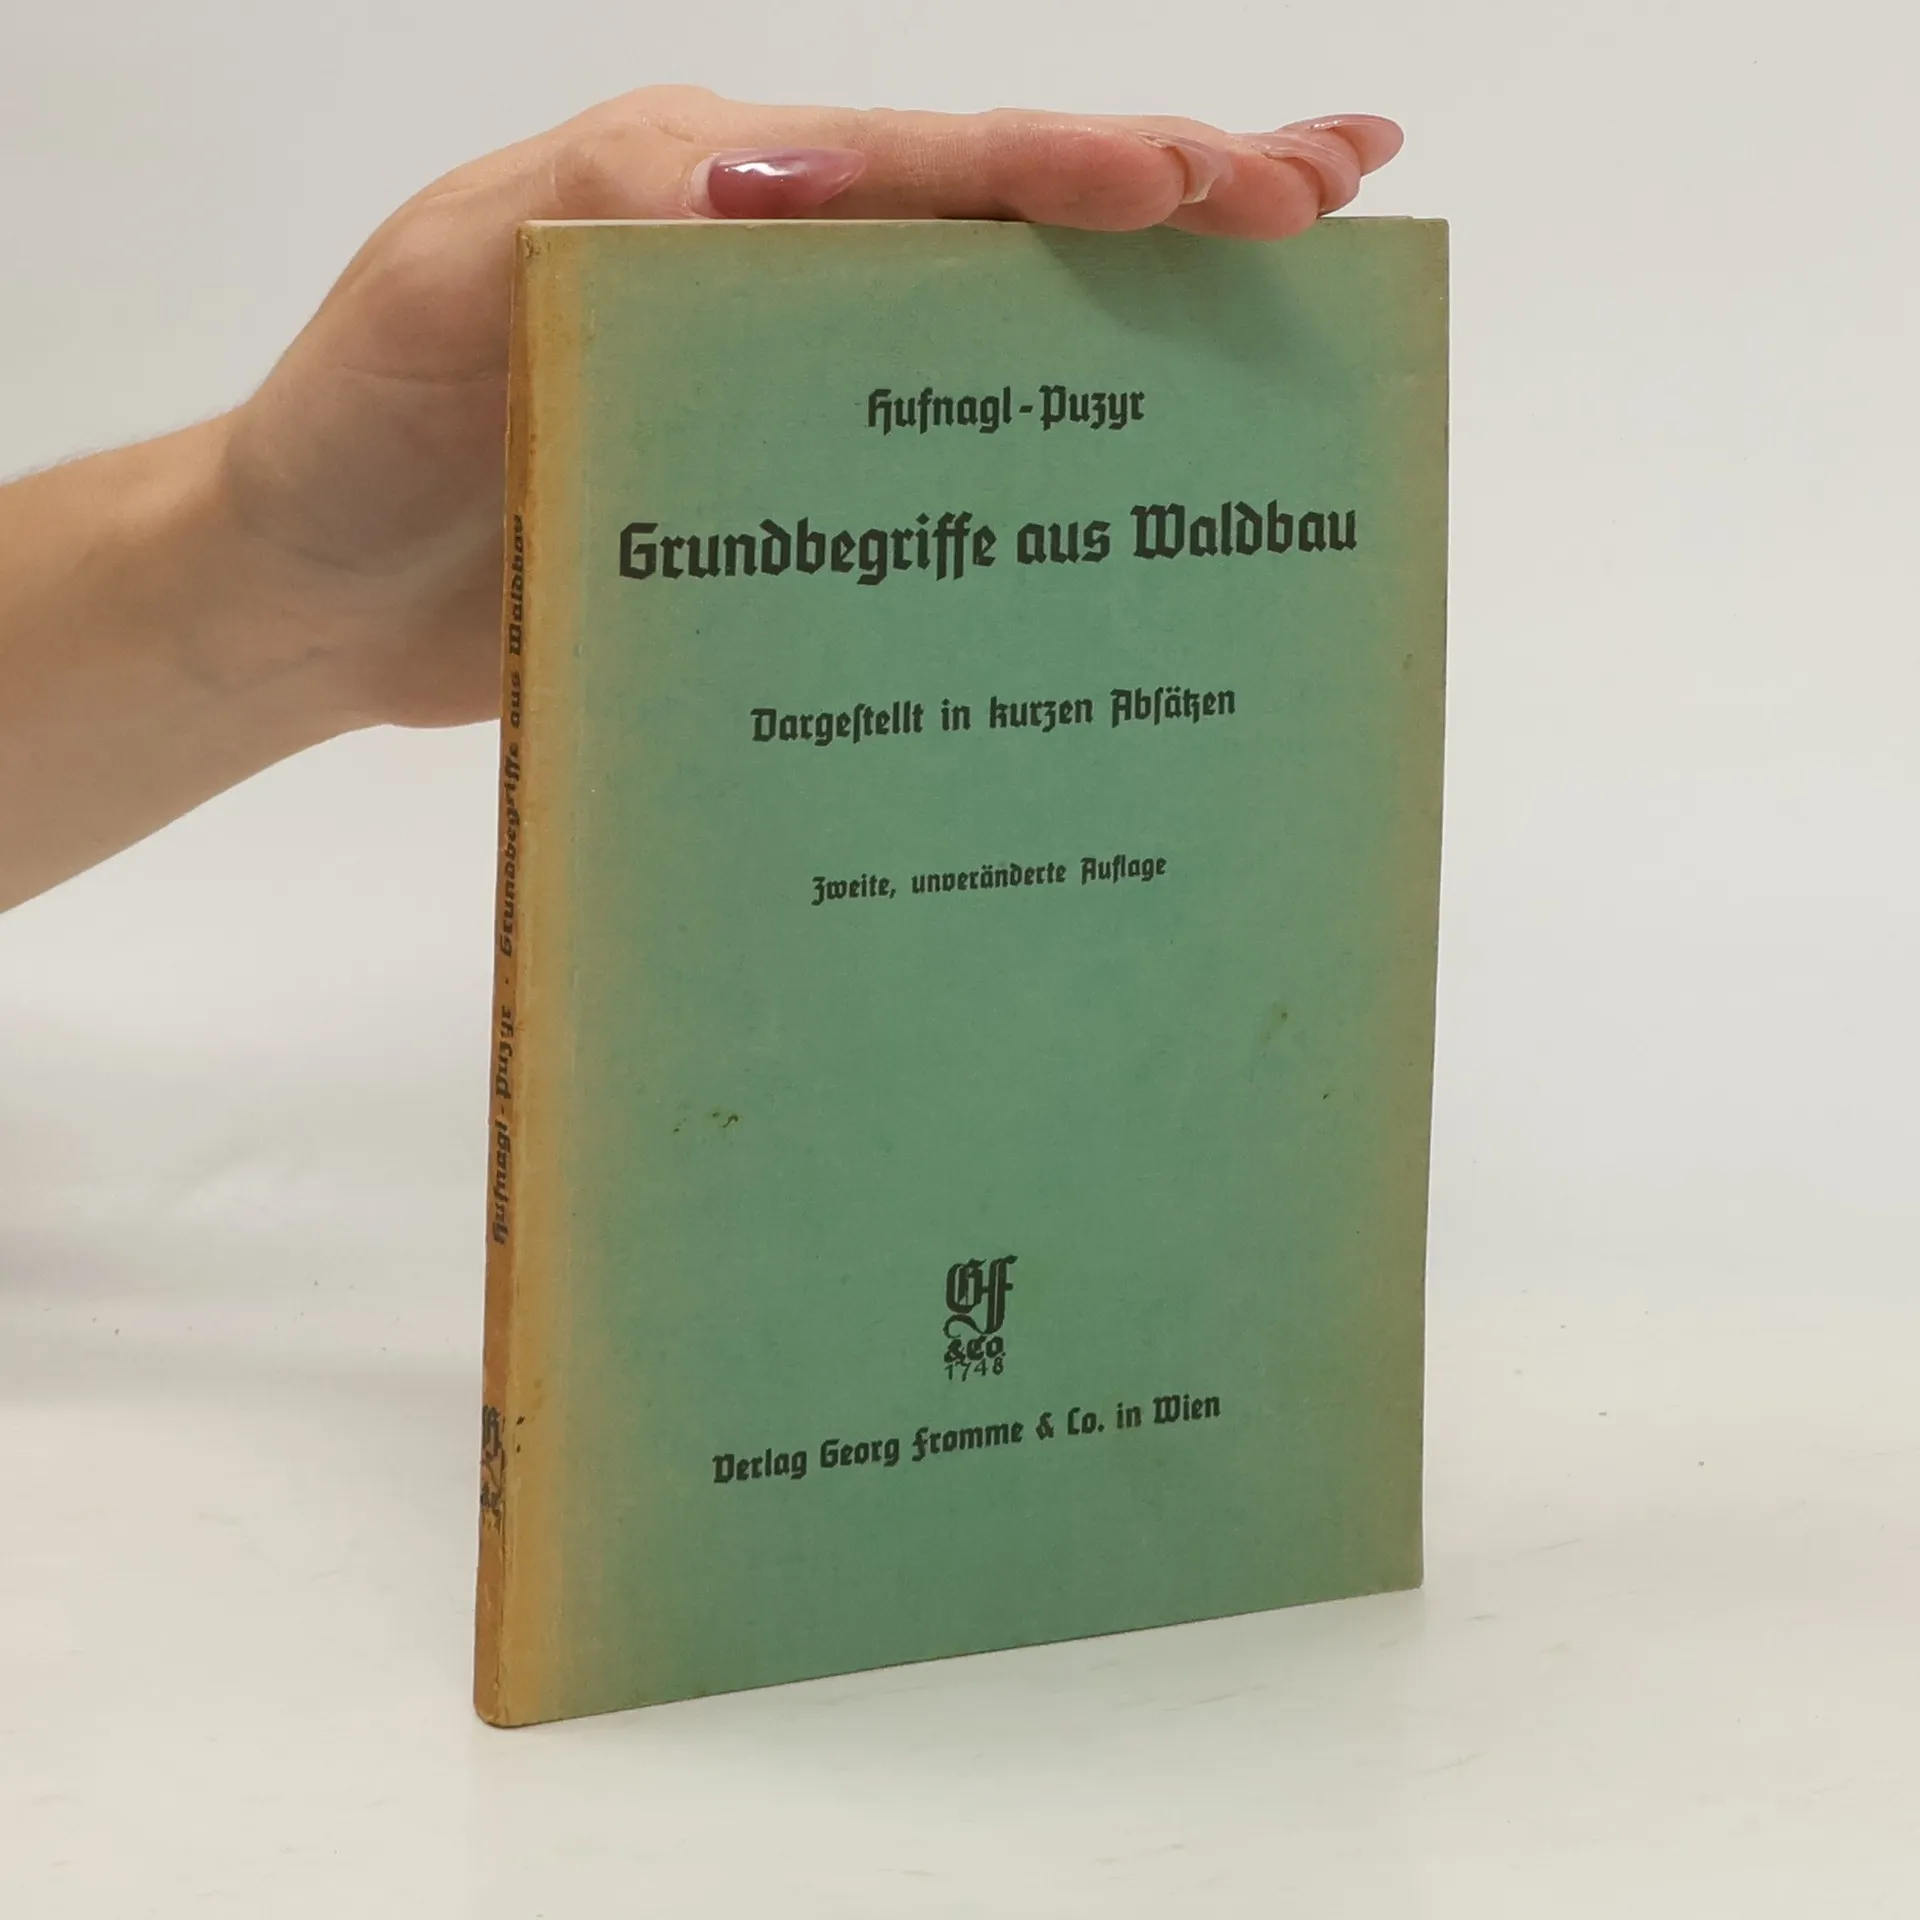 Hufnagl-Puzyr
Grundbegriffe aus Waldbau
Dargeſtellt in kurzen Abſätzen
Zweite, unveränderte Auflage
GF
&Co.
1748
Verlag Georg Fromme & Co. in Wien
Hufnagl-Puzyr · Grundbegriffe aus Waldbau